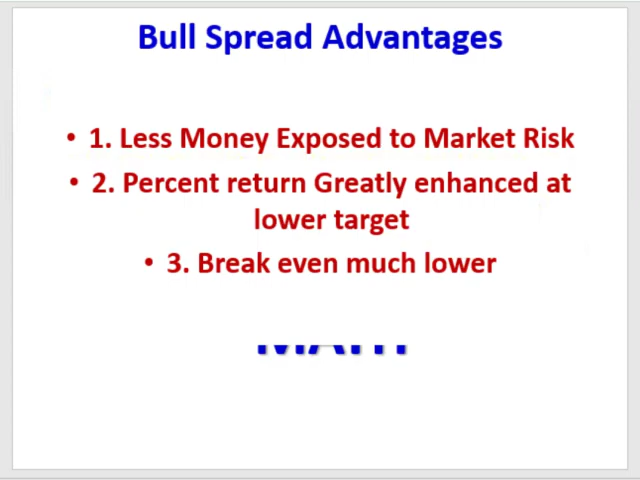 Bull Spread Advantages
• 1. Less Money Exposed to Market Risk
• 2. Percent return Greatly enhanced at
lower target
• 3. Break even much lower